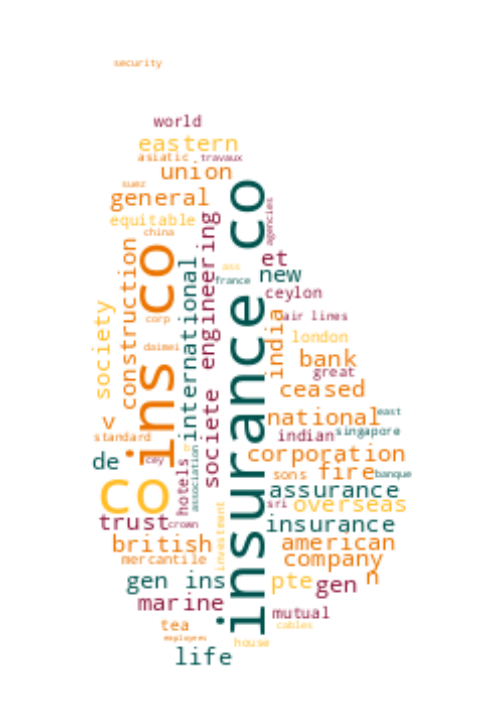 security
world
eastern
asiatic
travaux
union
suez
general
equitable
china
co
insurance co
ins co
engineering
agencies
et
ass
new
france
construction
international
ceylon
society
corp
air lines
india
london
daimei
bank
great
ceased
societe
v
national
east
standard
indian
singapore
de
cey
corporation
hotels
association
sons
fire
banque
assurance
sri
overseas
trust
crown
investment
insurance
british
american
mercantile
company
gen ins
pte
gen
n
marine
mutual
tea
cables
employees
house
life